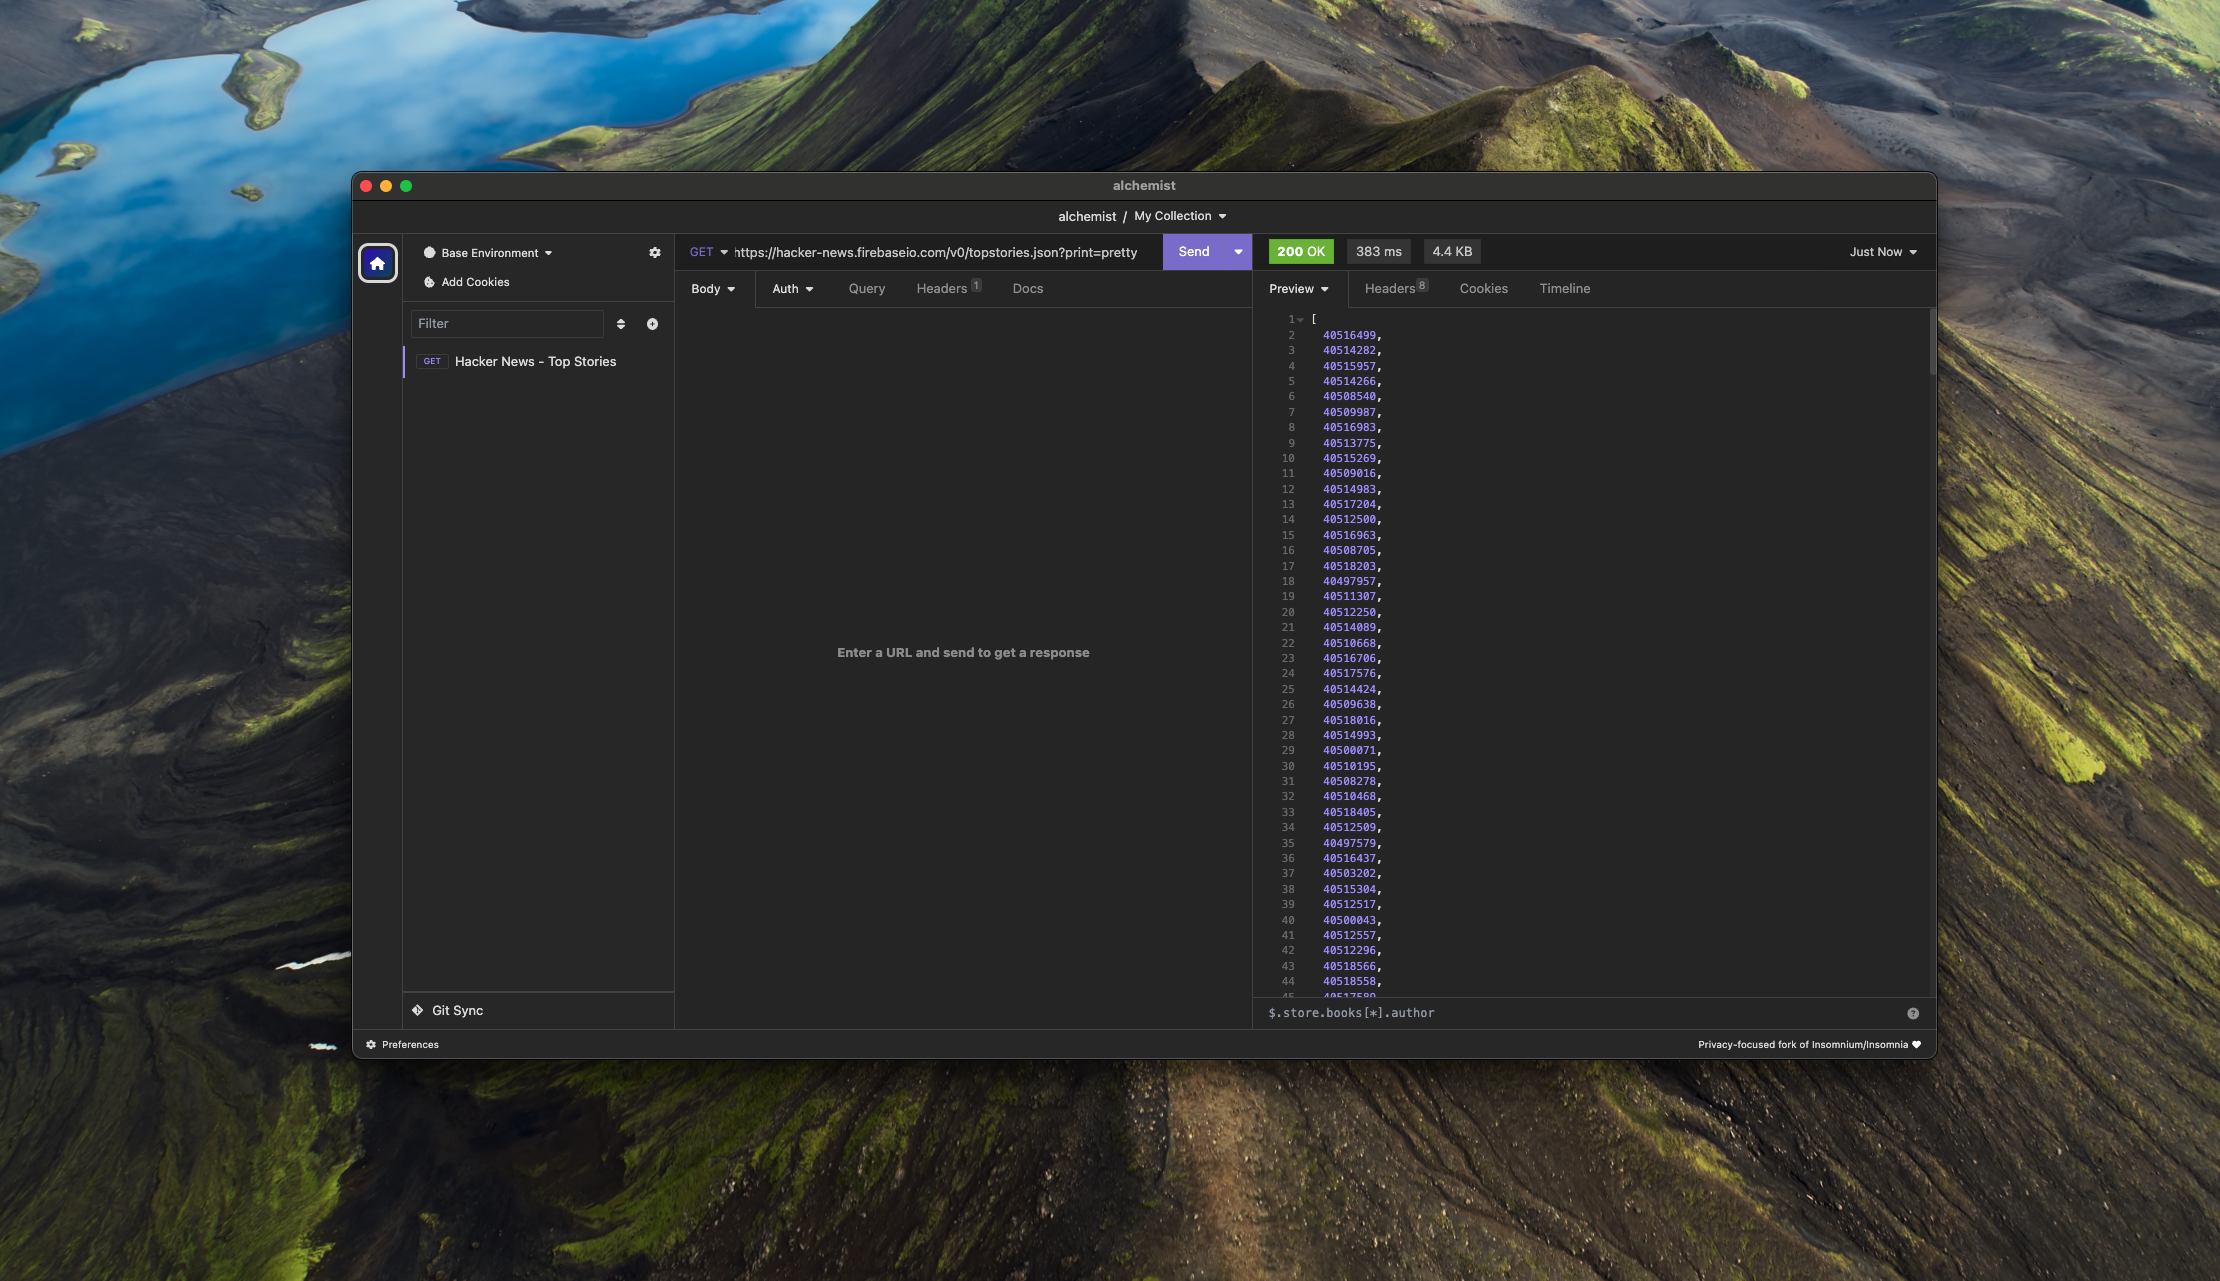 alchemist
alchemist / My Collection
Base Environment
Add Cookies
Filter
GET Hacker News - Top Stories
Git Sync
GET https://hacker-news.firebaseio.com/v0/topstories.json?print=pretty Send
Body Auth Query Headers 1 Docs
Enter a URL and send to get a response
200 OK 383 ms 4.4 KB Just Now
Preview Headers 8 Cookies Timeline
1 [
2 40516499,
3 40514282,
4 40515957,
5 40514266,
6 40508540,
7 40509987,
8 40516983,
9 40513775,
10 40515269,
11 40509016,
12 40514983,
13 40517204,
14 40512500,
15 40516963,
16 40508705,
17 40518203,
18 40497957,
19 40511307,
20 40512250,
21 40514089,
22 40510668,
23 40516706,
24 40517576,
25 40514424,
26 40509638,
27 40518016,
28 40514993,
29 40500071,
30 40510195,
31 40508278,
32 40510468,
33 40518405,
34 40512509,
35 40497579,
36 40516437,
37 40503202,
38 40515304,
39 40512517,
40 40500043,
41 40512557,
42 40512296,
43 40518566,
44 40518558,
$.store.books[*].author
Preferences
Privacy-focused fork of Insomnium/Insomnia